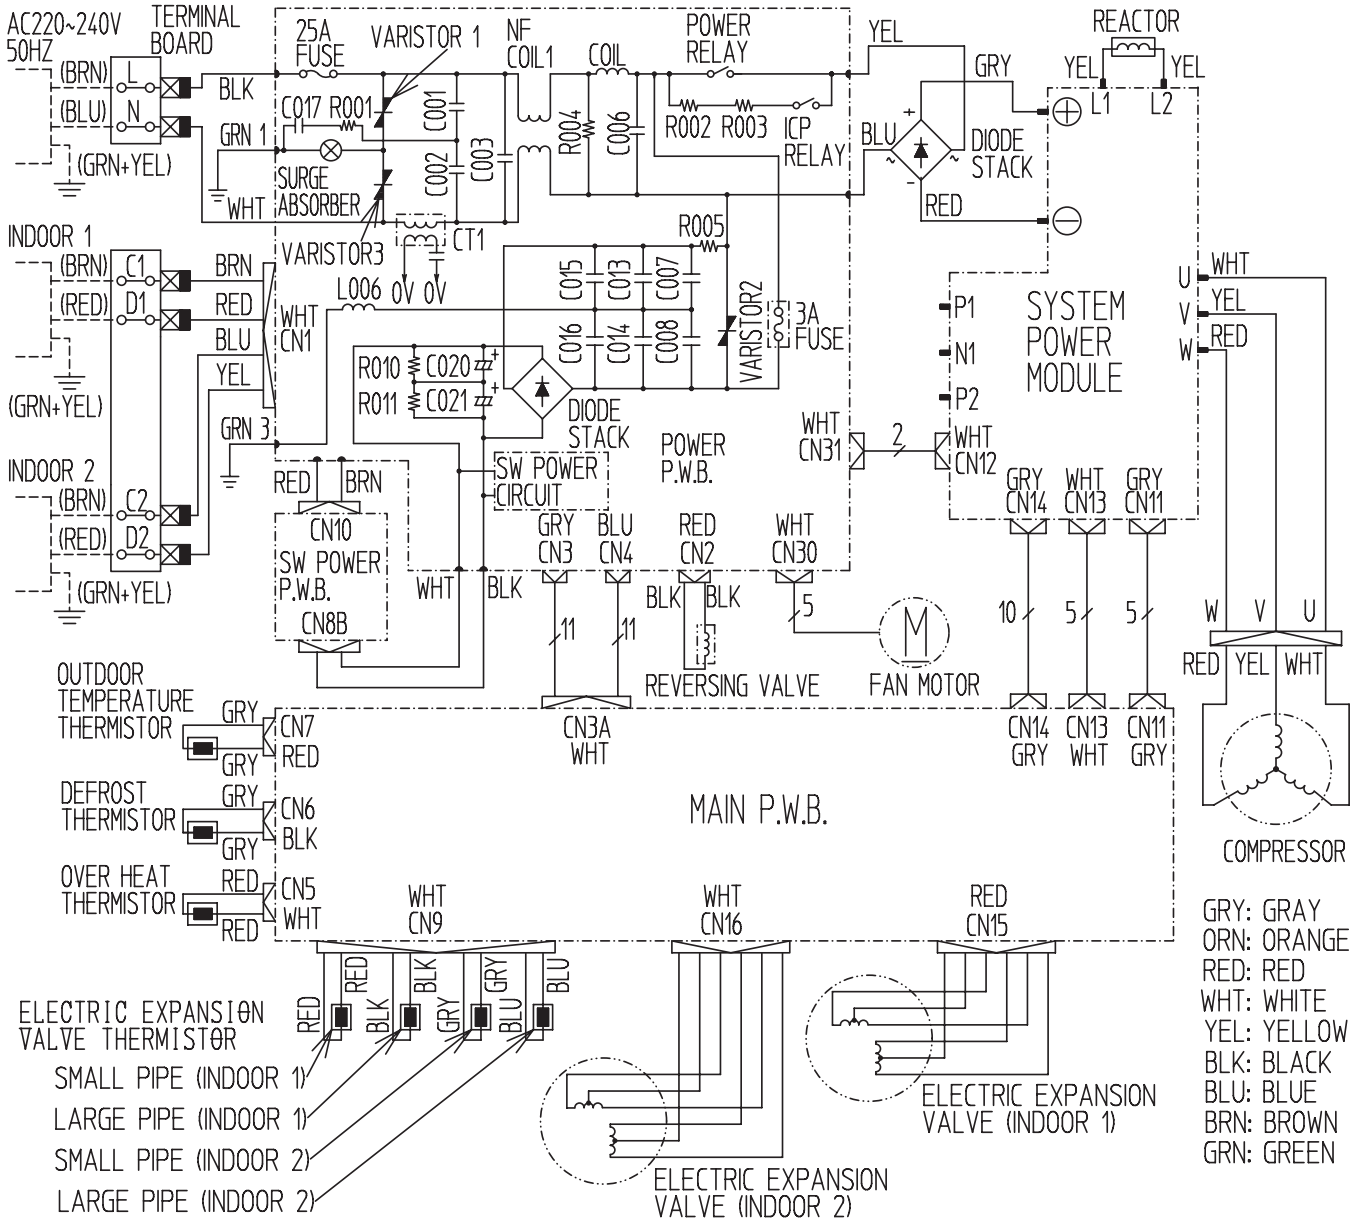 AC220~240V
50HZ
TERMINAL
BOARD
(BRN)
L
(BLU)
N
(GRN+YEL)
BLK
GRN 1
WHT
25A
FUSE
VARISTOR 1
C017
R001
C001
C002
C003
SURGE
ABSORBER
VARISTOR3
CT1
0V
0V
NF
COIL1
COIL
R004
C006
POWER
RELAY
R002
R003
ICP
RELAY
YEL
BLU
GRY
+
~
~
-
DIODE
STACK
RED
REACTOR
YEL
YEL
L1
L2
INDOOR 1
(BRN)
C1
(RED)
D1
(GRN+YEL)
BRN
RED
BLU
YEL
WHT
CN1
GRN 3
L006
R005
C015
C013
C007
C016
C014
C008
VARISTOR2
3A
FUSE
R010
R011
C020
+
C021
+
DIODE
STACK
SW POWER
CIRCUIT
POWER
P.W.B.
WHT
CN31
2
WHT
CN12
P1
N1
P2
SYSTEM
POWER
MODULE
U
V
W
WHT
YEL
RED
GRY
CN14
WHT
CN13
GRY
CN11
INDOOR 2
(BRN)
C2
(RED)
D2
(GRN+YEL)
RED
BRN
CN10
SW POWER
P.W.B.
CN8B
WHT
BLK
GRY
CN3
BLU
CN4
RED
CN2
WHT
CN30
11
11
BLK
BLK
REVERSING VALVE
5
M
FAN MOTOR
10
5
5
W
V
U
RED
YEL
WHT
COMPRESSOR
OUTDOOR
TEMPERATURE
THERMISTOR
GRY
GRY
CN7
RED
DEFROST
THERMISTOR
GRY
GRY
CN6
BLK
OVER HEAT
THERMISTOR
RED
RED
CN5
WHT
CN3A
WHT
CN14
GRY
CN13
WHT
CN11
GRY
MAIN P.W.B.
WHT
CN9
WHT
CN16
RED
CN15
RED
RED
BLK
BLK
GRY
GRY
BLU
BLU
ELECTRIC EXPANSION
VALVE THERMISTOR
SMALL PIPE (INDOOR 1)
LARGE PIPE (INDOOR 1)
SMALL PIPE (INDOOR 2)
LARGE PIPE (INDOOR 2)
ELECTRIC EXPANSION
VALVE (INDOOR 2)
ELECTRIC EXPANSION
VALVE (INDOOR 1)
GRY: GRAY
ORN: ORANGE
RED: RED
WHT: WHITE
YEL: YELLOW
BLK: BLACK
BLU: BLUE
BRN: BROWN
GRN: GREEN